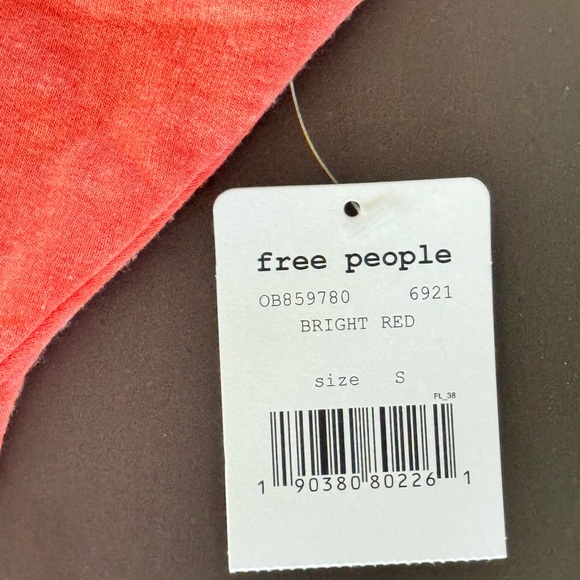 free people
OB859780 6921
BRIGHT RED
size S
FL_38
1 90380 80226 1